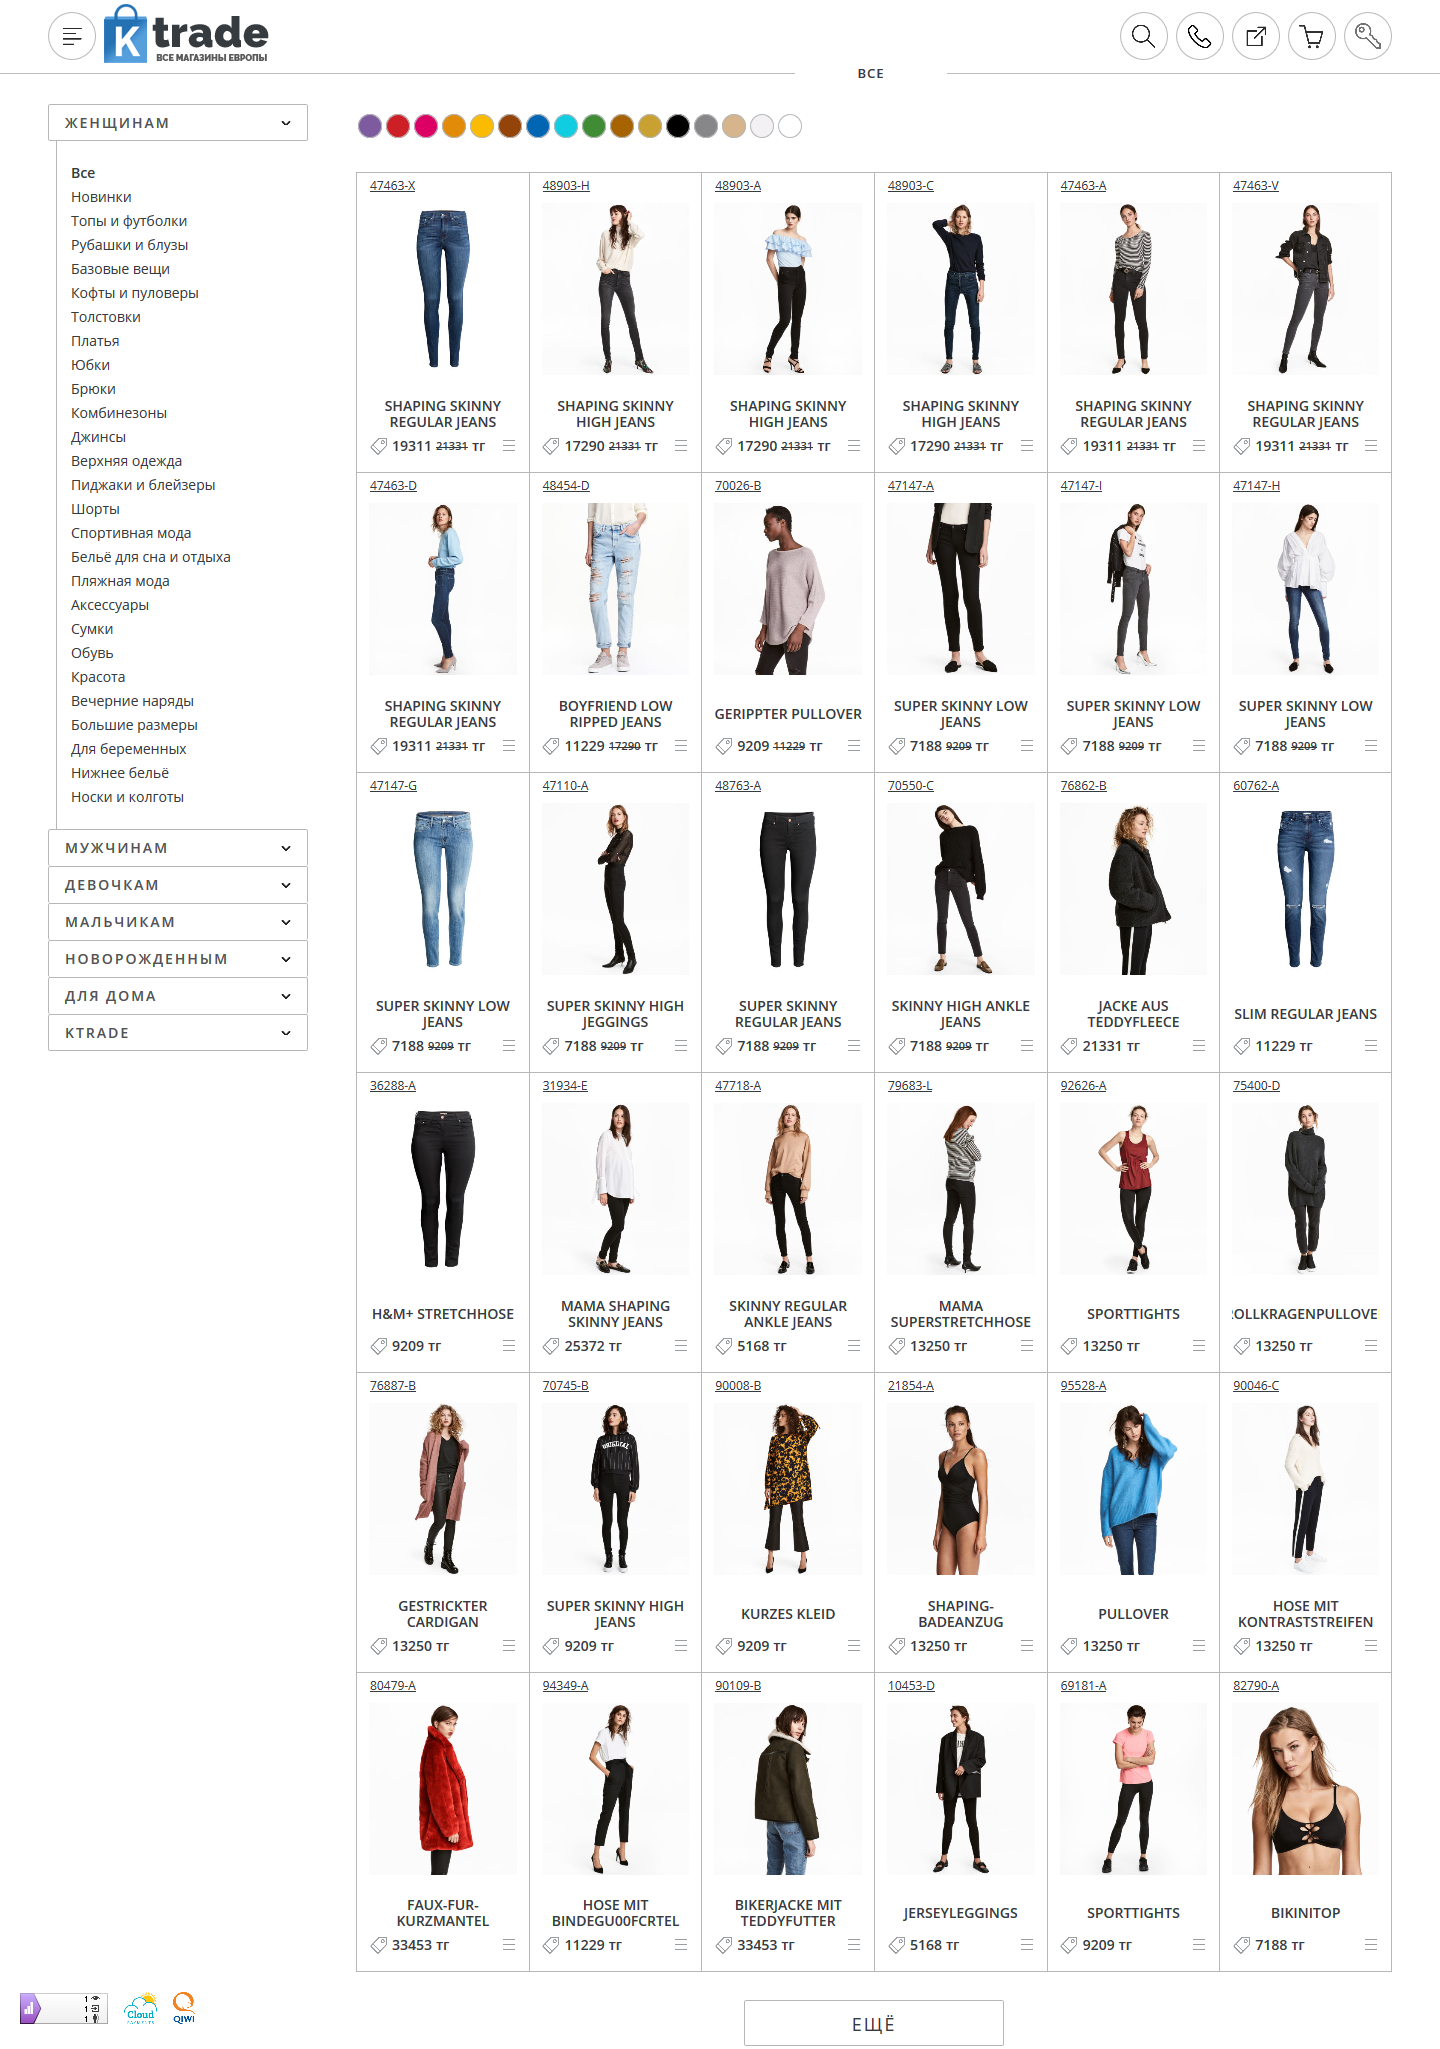 K trade
ВСЕ МАГАЗИНЫ ЕВРОПЫ
ВСЕ
ЖЕНЩИНАМ
Все
Новинки
Топы и футболки
Рубашки и блузы
Базовые вещи
Кофты и пуловеры
Толстовки
Платья
Юбки
Брюки
Комбинезоны
Джинсы
Верхняя одежда
Пиджаки и блейзеры
Шорты
Спортивная мода
Бельё для сна и отдыха
Пляжная мода
Аксессуары
Сумки
Обувь
Красота
Вечерние наряды
Большие размеры
Для беременных
Нижнее бельё
Носки и колготы
МУЖЧИНАМ
ДЕВОЧКАМ
МАЛЬЧИКАМ
НОВОРОЖДЕННЫМ
ДЛЯ ДОМА
KTRADE
47463-X
SHAPING SKINNY
REGULAR JEANS
19311 21331 тг
48903-H
SHAPING SKINNY
HIGH JEANS
17290 21331 тг
48903-A
SHAPING SKINNY
HIGH JEANS
17290 21331 тг
48903-C
SHAPING SKINNY
HIGH JEANS
17290 21331 тг
47463-A
SHAPING SKINNY
REGULAR JEANS
19311 21331 тг
47463-V
SHAPING SKINNY
REGULAR JEANS
19311 21331 тг
47463-D
SHAPING SKINNY
REGULAR JEANS
19311 21331 тг
48454-D
BOYFRIEND LOW
RIPPED JEANS
11229 17290 тг
70026-B
GERIPPTER PULLOVER
9209 11229 тг
47147-A
SUPER SKINNY LOW
JEANS
7188 9209 тг
47147-I
SUPER SKINNY LOW
JEANS
7188 9209 тг
47147-H
SUPER SKINNY LOW
JEANS
7188 9209 тг
47147-G
SUPER SKINNY LOW
JEANS
7188 9209 тг
47110-A
SUPER SKINNY HIGH
JEGGINGS
7188 9209 тг
48763-A
SUPER SKINNY
REGULAR JEANS
7188 9209 тг
70550-C
SKINNY HIGH ANKLE
JEANS
7188 9209 тг
76862-B
JACKE AUS
TEDDYFLEECE
21331 тг
60762-A
SLIM REGULAR JEANS
11229 тг
36288-A
H&M+ STRETCHHOSE
9209 тг
31934-E
MAMA SHAPING
SKINNY JEANS
25372 тг
47718-A
SKINNY REGULAR
ANKLE JEANS
5168 тг
79683-L
MAMA
SUPERSTRETCHHOSE
13250 тг
92626-A
SPORTTIGHTS
13250 тг
75400-D
ROLLKRAGENPULLOVER
13250 тг
76887-B
GESTRICKTER
CARDIGAN
13250 тг
70745-B
ORIGINAL
SUPER SKINNY HIGH
JEANS
9209 тг
90008-B
KURZES KLEID
9209 тг
21854-A
SHAPING-
BADEANZUG
13250 тг
95528-A
PULLOVER
13250 тг
90046-C
HOSE MIT
KONTRASTSTREIFEN
13250 тг
80479-A
FAUX-FUR-
KURZMANTEL
33453 тг
94349-A
HOSE MIT
BINDEGU00FCRTEL
11229 тг
90109-B
BIKERJACKE MIT
TEDDYFUTTER
33453 тг
10453-D
JERSEYLEGGINGS
5168 тг
69181-A
SPORTTIGHTS
9209 тг
82790-A
BIKINITOP
7188 тг
1
1
1
Cloud
QIWI
ЕЩЁ